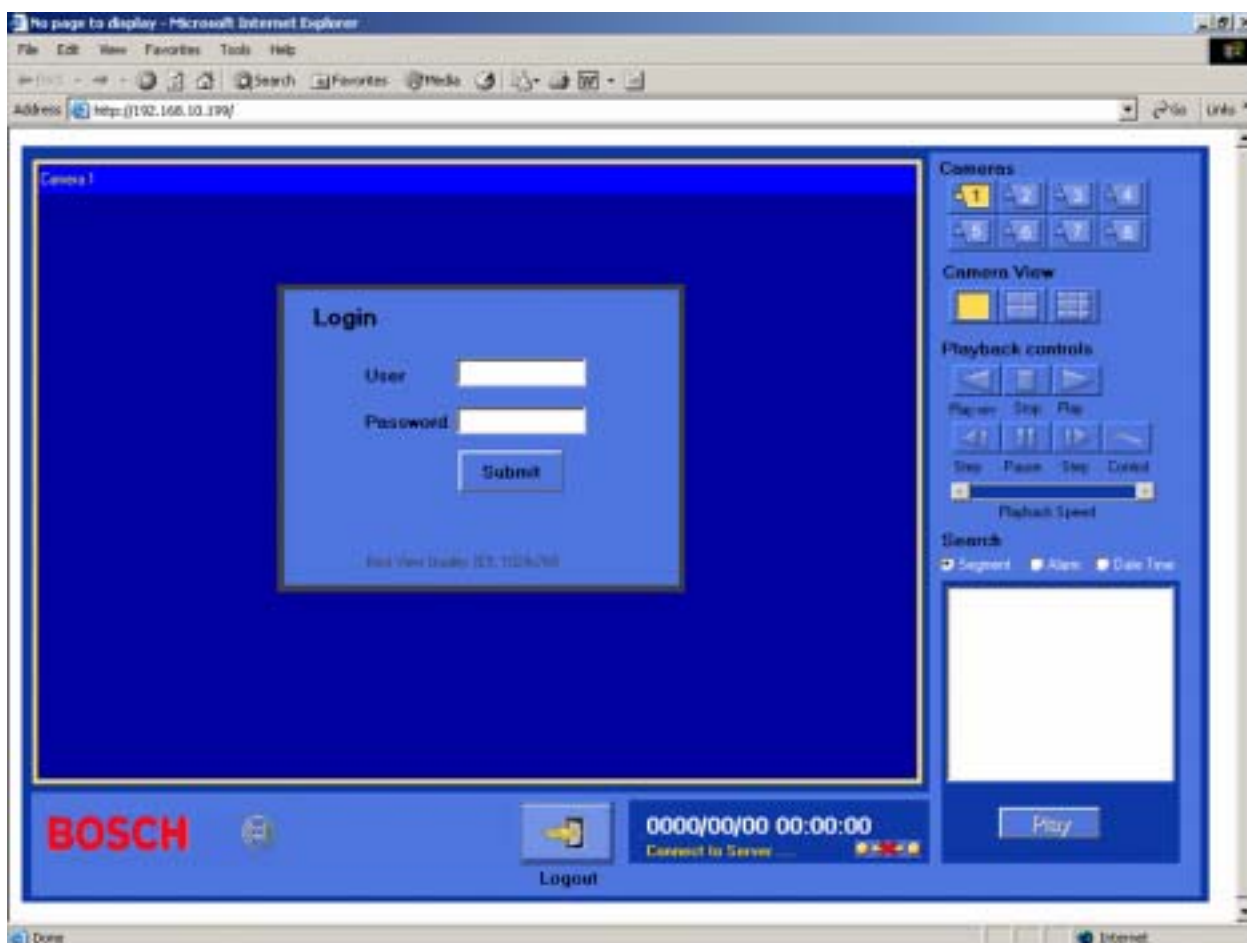 No page to display - Microsoft Internet Explorer
File Edit View Favorites Tools Help
Search Favorites Media
Address http://192.168.10.199/ Go Links
Camera 1
Login
User
Password
Submit
Cameras
1 2 3 4
5 6 7 8
Camera View
Playback controls
Play rev Stop Play
Step Pause Step Control
Playback Speed
Search
Segment Alarm Date Time
Play
BOSCH
Logout
0000/00/00 00:00:00
Connect to Server ...
Done Internet